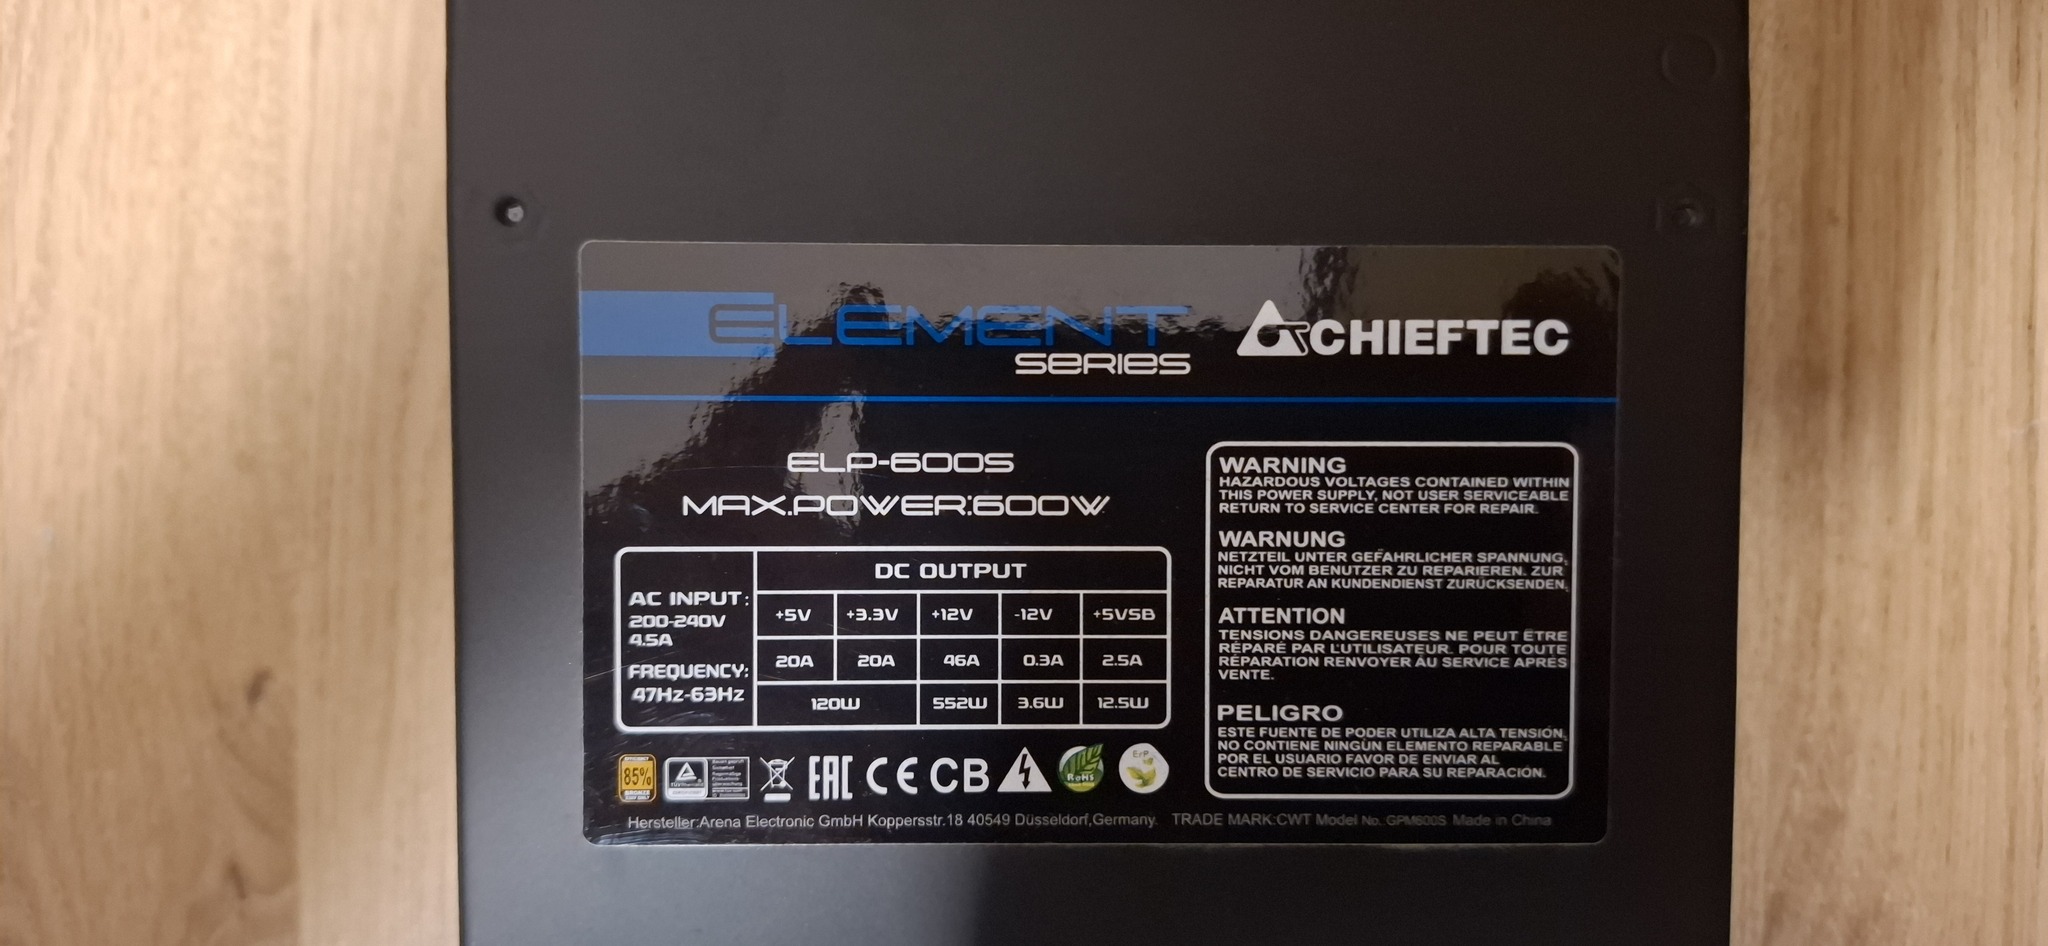 ELEMENT
SERIES
CHIEFTEC
ELP-600S
MAX.POWER:600W
AC INPUT:
200-240V
4.5A
FREQUENCY:
47Hz-63Hz
DC OUTPUT
+5V +3.3V +12V -12V +5VSB
20A 20A 46A 0.3A 2.5A
120W 552W 3.6W 12.5W
WARNING
HAZARDOUS VOLTAGES CONTAINED WITHIN
THIS POWER SUPPLY, NOT USER SERVICEABLE
RETURN TO SERVICE CENTER FOR REPAIR.
WARNUNG
NETZTEIL UNTER GEFAHRLICHER SPANNUNG,
NICHT VOM BENUTZER ZU REPARIEREN. ZUR
REPARATUR AN KUNDENDIENST ZURÜCKSENDEN.
ATTENTION
TENSIONS DANGEREUSES NE PEUT ÊTRE
RÉPARÉ PAR L'UTILISATEUR. POUR TOUTE
RÉPARATION RENVOYER AU SERVICE APRÈS
VENTE.
PELIGRO
ESTE FUENTE DE PODER UTILIZA ALTA TENSIÓN,
NO CONTIENE NINGÚN ELEMENTO REPARABLE
POR EL USUARIO FAVOR DE ENVIAR AL
CENTRO DE SERVICIO PARA SU REPARACIÓN.
85%
BRONZE
EAC CE CB RoHS ErP
Hersteller:Arena Electronic GmbH Koppersstr.18 40549 Düsseldorf,Germany. TRADE MARK:CWT Model No.:GPM600S Made in China